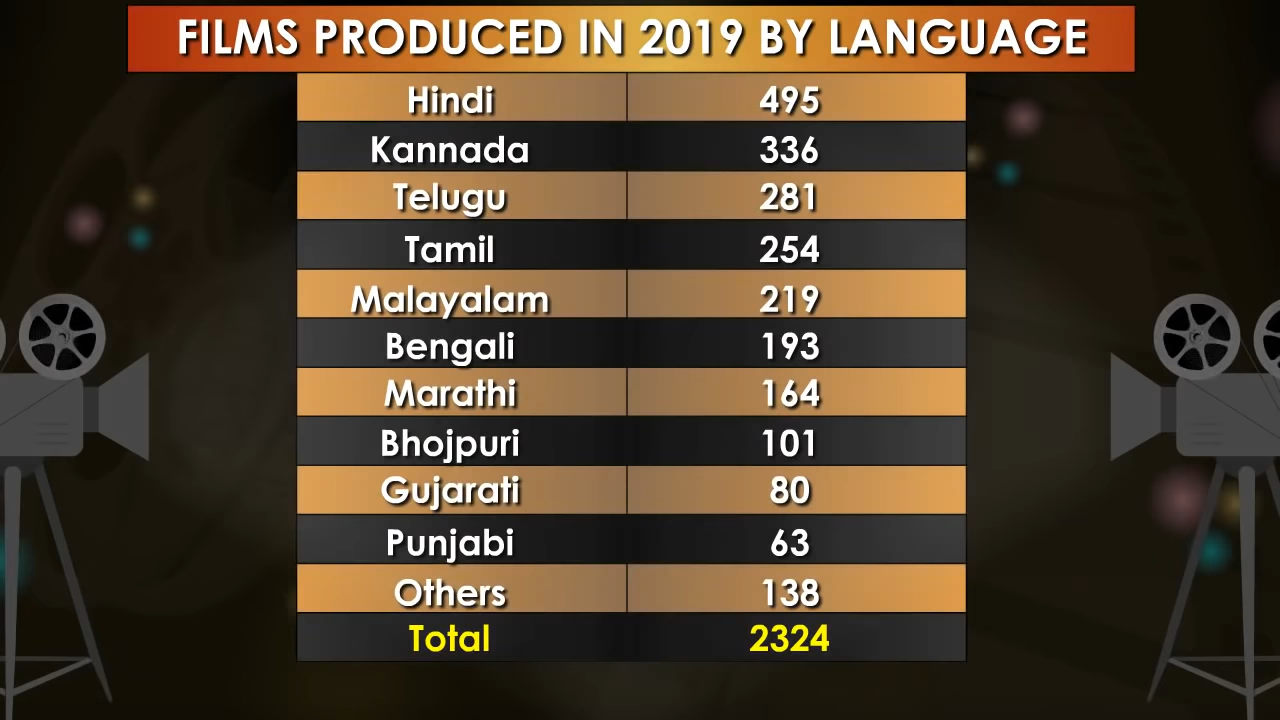 FILMS PRODUCED IN 2019 BY LANGUAGE
Hindi 495
Kannada 336
Telugu 281
Tamil 254
Malayalam 219
Bengali 193
Marathi 164
Bhojpuri 101
Gujarati 80
Punjabi 63
Others 138
Total 2324